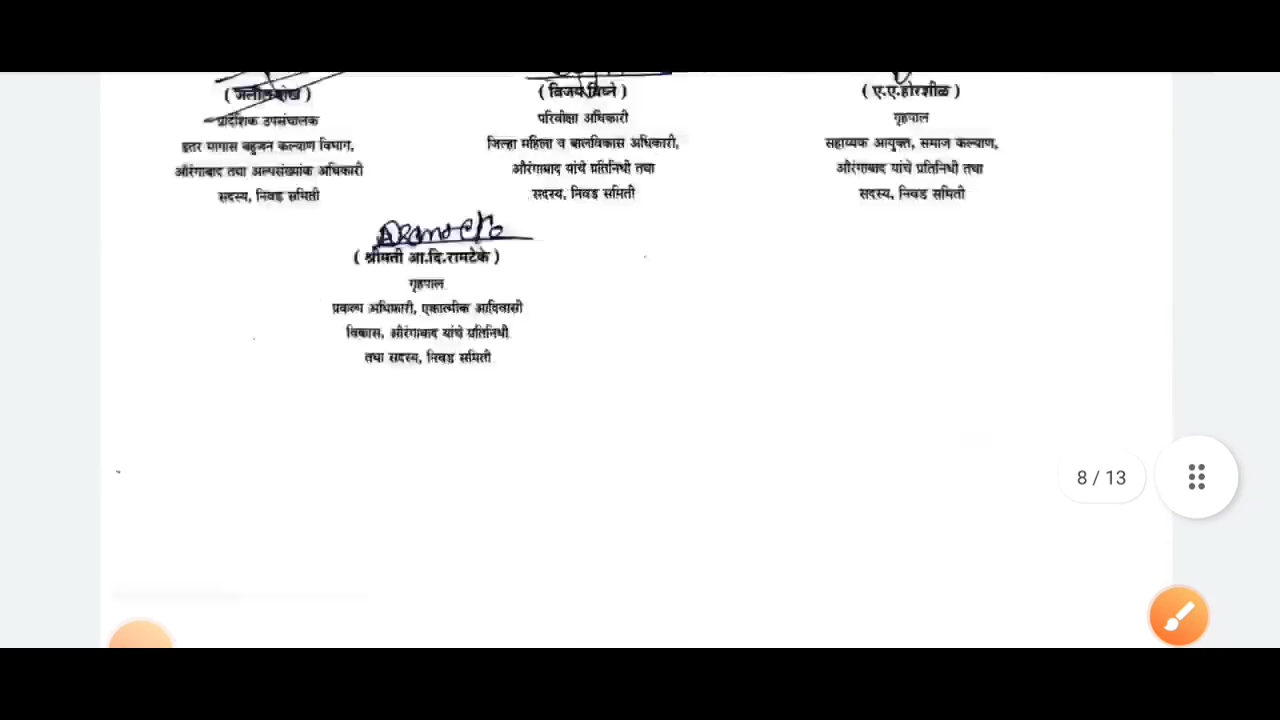 ( जलील शेख )
प्रादेशिक उपसंचालक
इतर मागास बहुजन कल्याण विभाग,
औरंगाबाद तथा अल्पसंख्यांक अधिकारी
सदस्य, निवड समिती
( विजय विघ्ने )
परिवीक्षा अधिकारी
जिल्हा महिला व बालविकास अधिकारी,
औरंगाबाद यांचे प्रतिनिधी तथा
सदस्य, निवड समिती
( ए.ए.होरशीळ )
गृहपाल
सहाय्यक आयुक्त, समाज कल्याण,
औरंगाबाद यांचे प्रतिनिधी तथा
सदस्य, निवड समिती
( श्रीमती आ.दि.रामटेके )
गृहपाल
प्रकल्प अधिकारी, एकात्मीक आदिवासी
विकास, औरंगाबाद यांचे प्रतिनिधी
तथा सदस्य, निवड समिती
8 / 13